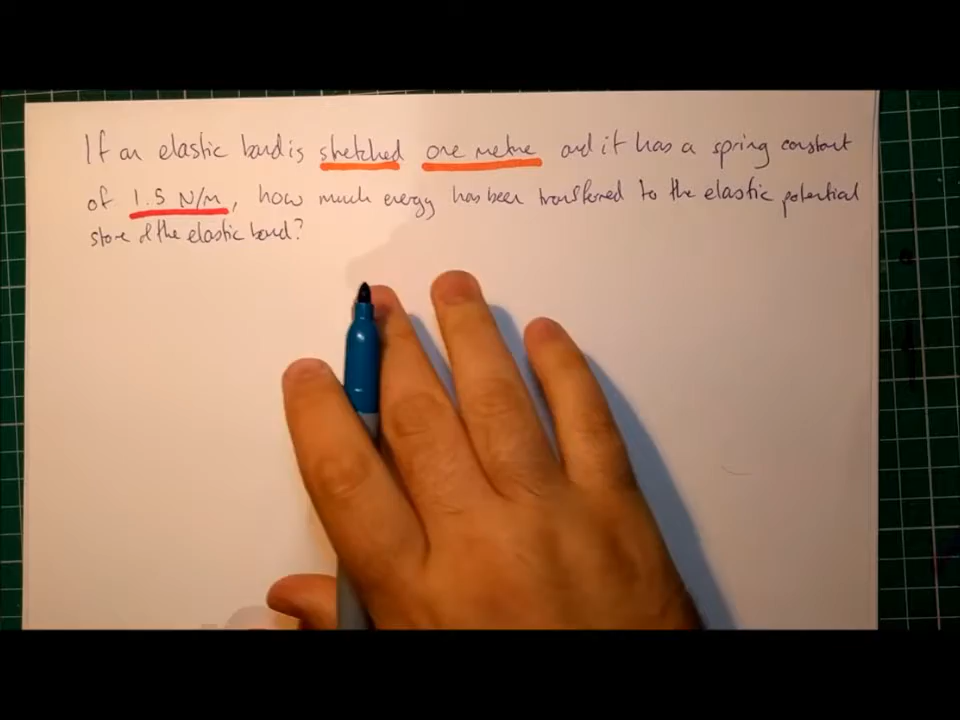 If an elastic band is stretched one metre and it has a spring constant
of 1.5 N/m, how much energy has been transferred to the elastic potential
store of the elastic band?